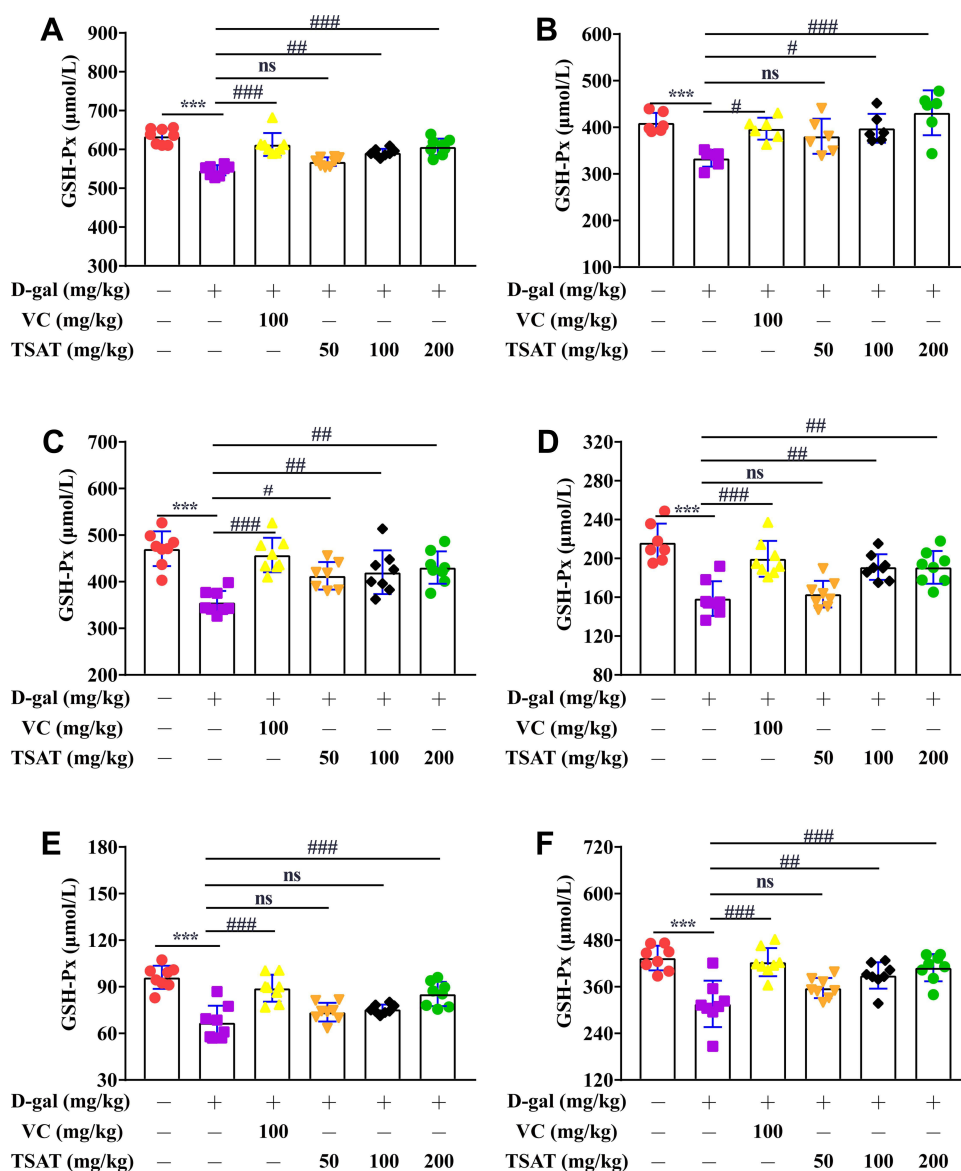 A
###
##
ns
***
###
GSH-Px (μmol/L)
900
800
700
600
500
400
300
D-gal (mg/kg) — + + + + +
VC (mg/kg) — — 100 — — —
TSAT (mg/kg) — — — 50 100 200
B
###
#
ns
***
#
GSH-Px (μmol/L)
600
500
400
300
200
100
D-gal (mg/kg) — + + + + +
VC (mg/kg) — — 100 — — —
TSAT (mg/kg) — — — 50 100 200
C
##
##
#
***
###
GSH-Px (μmol/L)
700
600
500
400
300
200
D-gal (mg/kg) — + + + + +
VC (mg/kg) — — 100 — — —
TSAT (mg/kg) — — — 50 100 200
D
##
##
ns
***
###
GSH-Px (μmol/L)
320
280
240
200
160
120
80
D-gal (mg/kg) — + + + + +
VC (mg/kg) — — 100 — — —
TSAT (mg/kg) — — — 50 100 200
E
###
ns
ns
***
###
GSH-Px (μmol/L)
180
150
120
90
60
30
D-gal (mg/kg) — + + + + +
VC (mg/kg) — — 100 — — —
TSAT (mg/kg) — — — 50 100 200
F
###
##
ns
***
###
GSH-Px (μmol/L)
720
600
480
360
240
120
D-gal (mg/kg) — + + + + +
VC (mg/kg) — — 100 — — —
TSAT (mg/kg) — — — 50 100 200